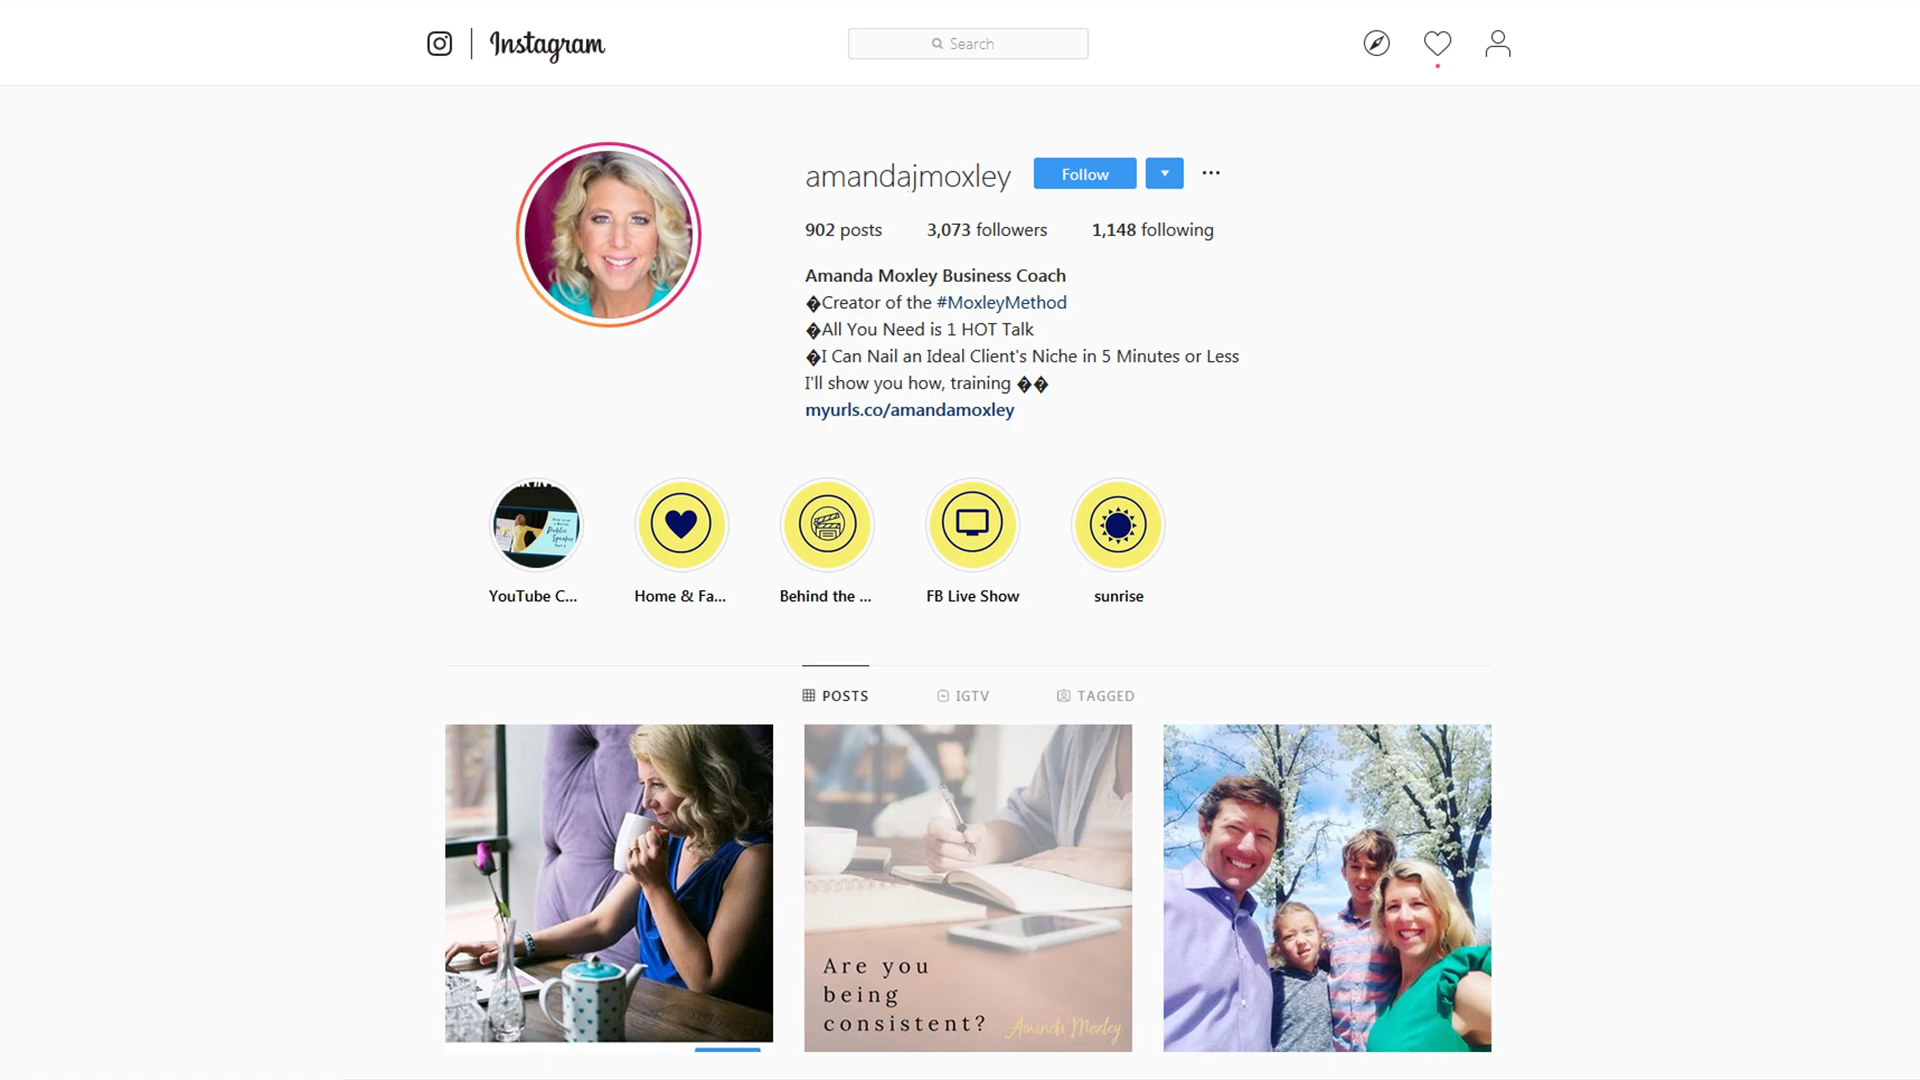 Instagram
Search
amandajmoxley
Follow
902 posts 3,073 followers 1,148 following
Amanda Moxley Business Coach
�Creator of the #MoxleyMethod
�All You Need is 1 HOT Talk
�I Can Nail an Ideal Client's Niche in 5 Minutes or Less
I'll show you how, training ��
myurls.co/amandamoxley
Public
Speaker
YouTube C... Home & Fa... Behind the ... FB Live Show sunrise
POSTS IGTV TAGGED
Are you
being
consistent?
Amanda Moxley